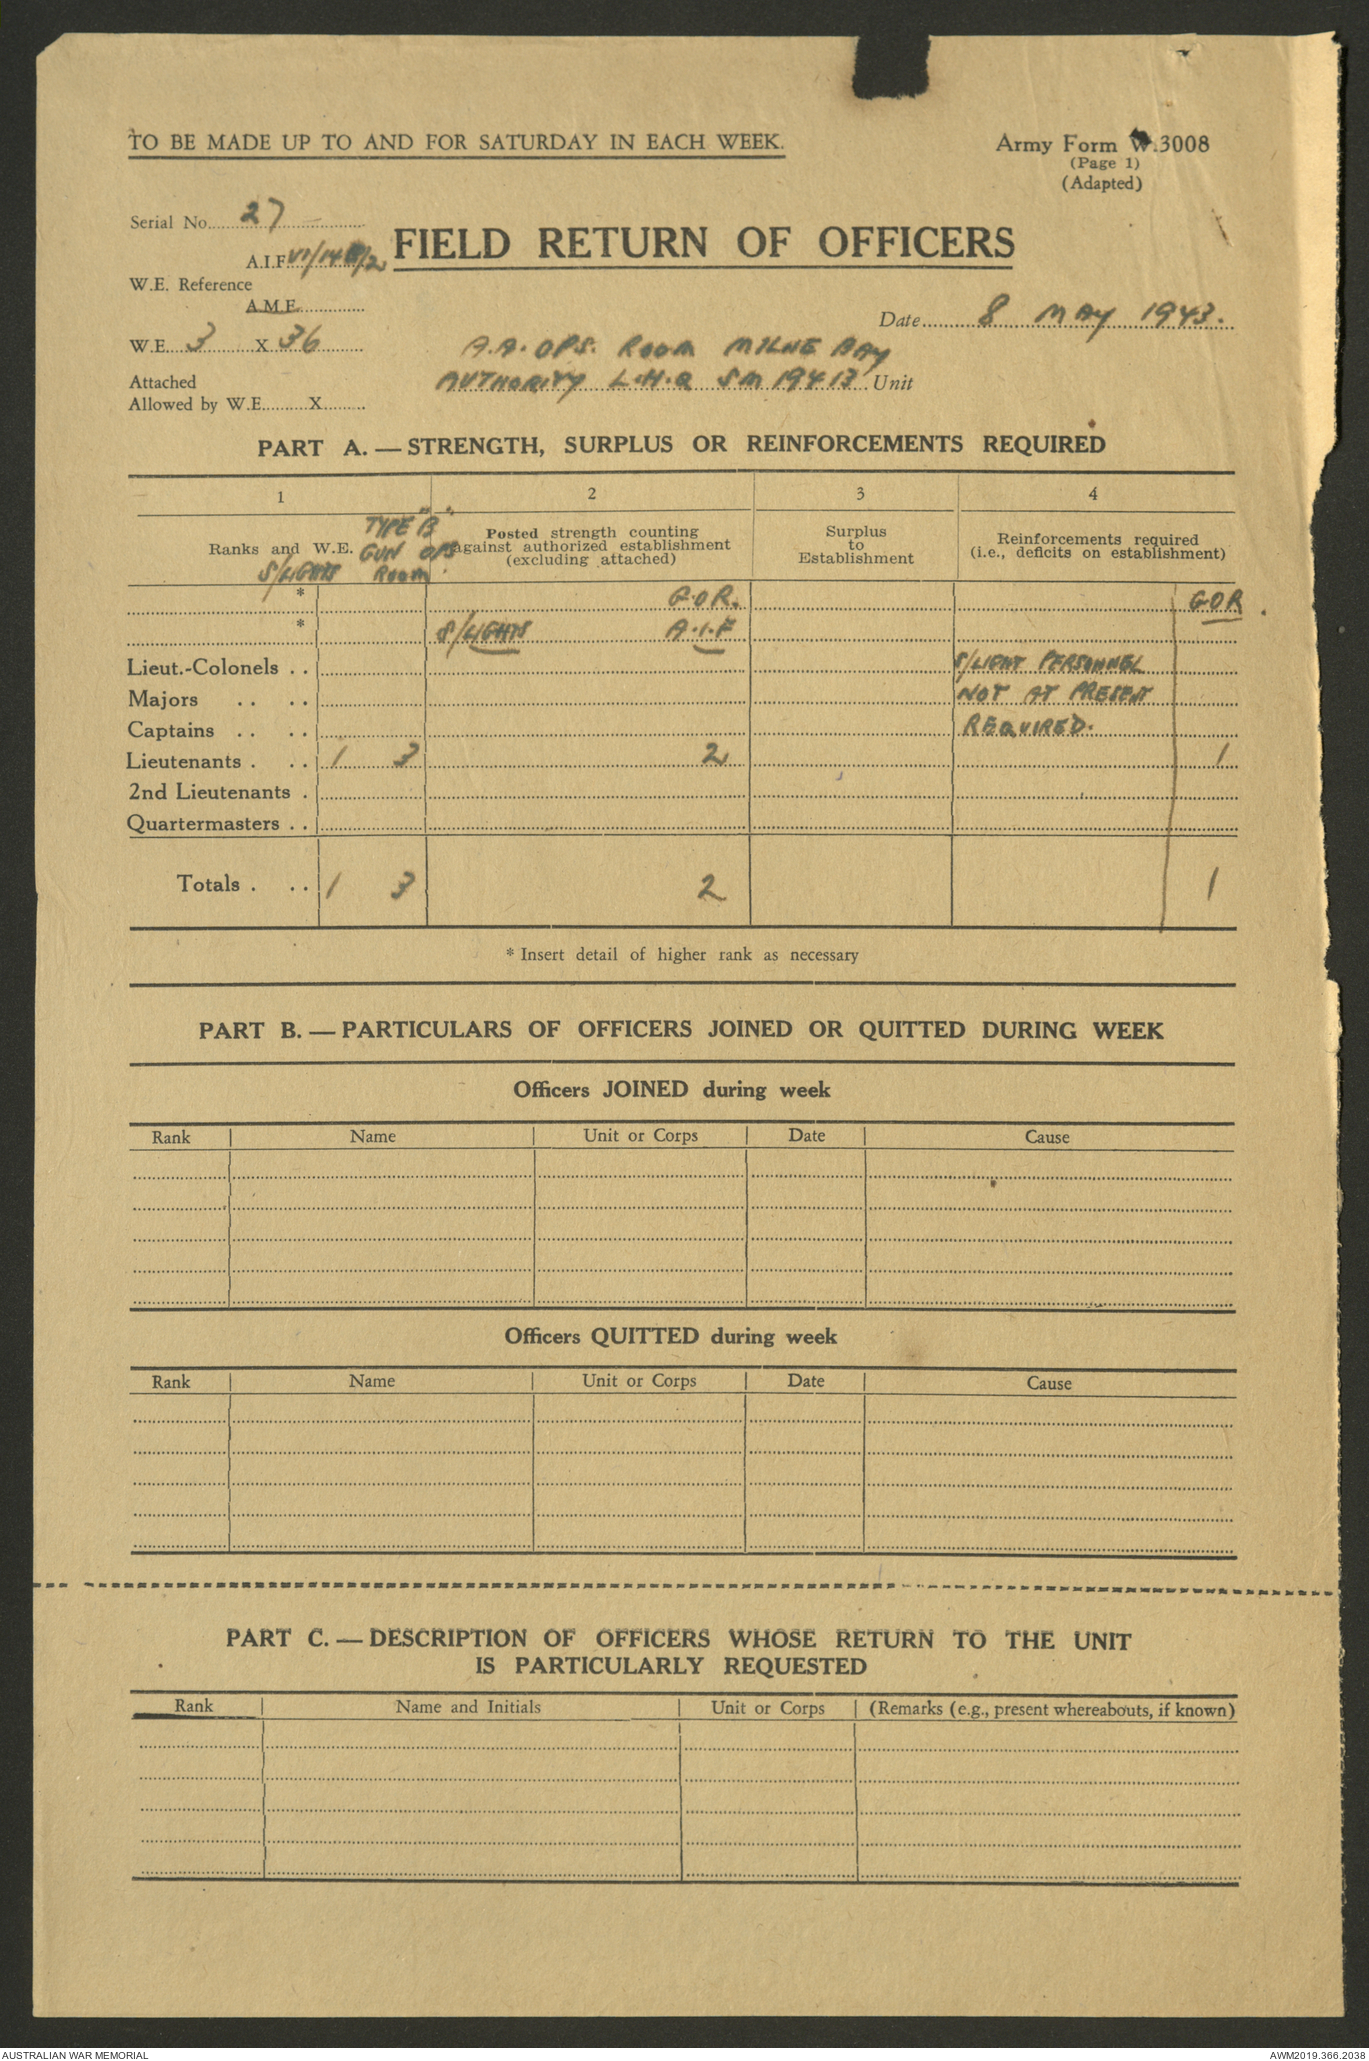 TO BE MADE UP TO AND FOR SATURDAY IN EACH WEEK.
Army Form W.3008
(Page 1)
(Adapted)
Serial No. 27
FIELD RETURN OF OFFICERS
A.I.F. VI/14 /2
W.E. Reference
A.M.F.
Date 8 MAY 1943.
W.E. 3 X 36
A.A. OPS. ROOM MILNE BAY
Attached
AUTHORITY L.H.Q SM 19413 Unit
Allowed by W.E. X
PART A. — STRENGTH, SURPLUS OR REINFORCEMENTS REQUIRED
1 2 3 4
Ranks and W.E. S/LIGHTS TYPE "B" GUN OPS ROOM
Posted strength counting against authorized establishment (excluding attached)
Surplus to Establishment
Reinforcements required (i.e., deficits on establishment)
* G.O.R. GOR.
* S/LIGHTS A.I.F
Lieut.-Colonels . . S/LIGHT PERSONNEL
Majors . . . . NOT AT PRESENT
Captains . . . . REQUIRED.
Lieutenants . . . 1 3 2 1
2nd Lieutenants .
Quartermasters . .
Totals . . . 1 3 2 1
* Insert detail of higher rank as necessary
PART B. — PARTICULARS OF OFFICERS JOINED OR QUITTED DURING WEEK
Officers JOINED during week
Rank Name Unit or Corps Date Cause
Officers QUITTED during week
Rank Name Unit or Corps Date Cause
PART C. — DESCRIPTION OF OFFICERS WHOSE RETURN TO THE UNIT
IS PARTICULARLY REQUESTED
Rank Name and Initials Unit or Corps (Remarks (e.g., present whereabouts, if known)
AUSTRALIAN WAR MEMORIAL AWM2019.366.2038